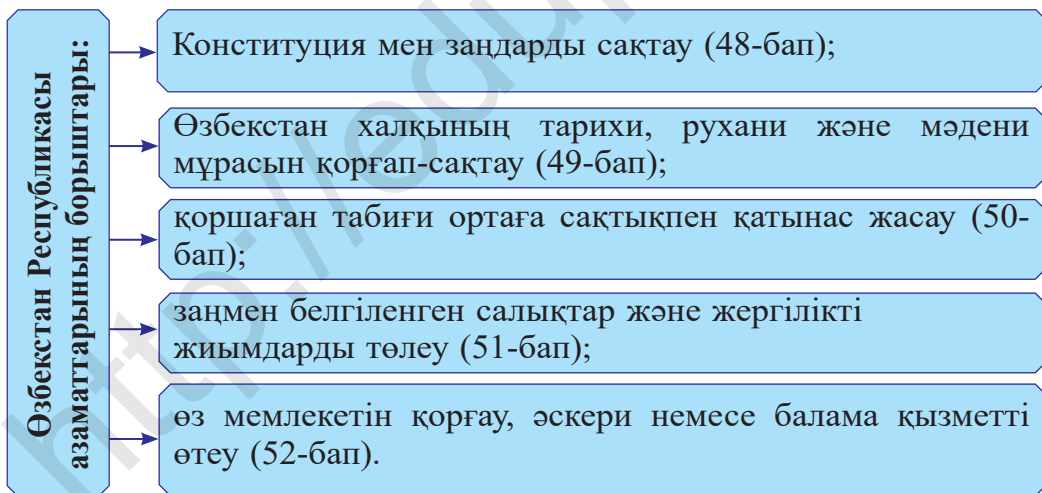 Өзбекстан Республикасы
азаматтарының борыштары:
Конституция мен заңдарды сақтау (48-бап);
Өзбекстан халқының тарихи, рухани және мәдени
мұрасын қорғап-сақтау (49-бап);
қоршаған табиғи ортаға сақтықпен қатынас жасау (50-
бап);
заңмен белгіленген салықтар және жергілікті
жиымдарды төлеу (51-бап);
өз мемлекетін қорғау, әскери немесе балама қызметті
өтеу (52-бап).
http://edu